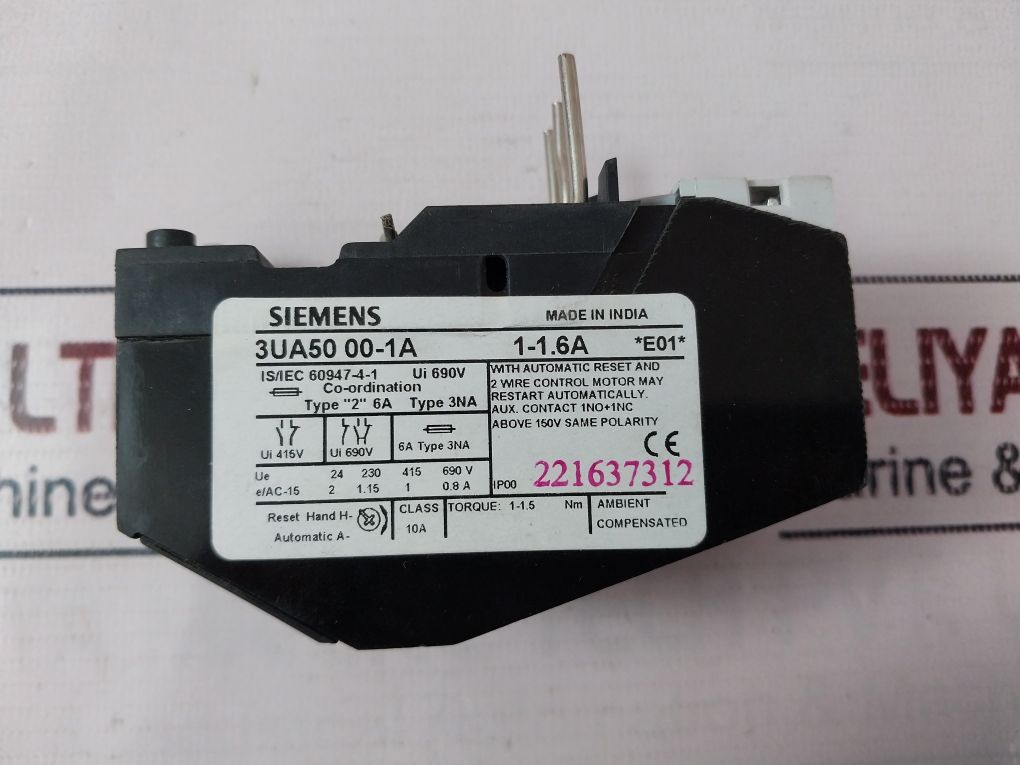 SIEMENS MADE IN INDIA
3UA50 00-1A 1-1.6A *E01*
IS/IEC 60947-4-1 Ui 690V
Co-ordination
Type "2" 6A Type 3NA
WITH AUTOMATIC RESET AND
2 WIRE CONTROL MOTOR MAY
RESTART AUTOMATICALLY.
AUX. CONTACT 1NO+1NC
ABOVE 150V SAME POLARITY
Ui 415V Ui 690V 6A Type 3NA
CE
Ue 24 230 415 690 V
e/AC-15 2 1.15 1 0.8 A
IP00 221637312
Reset Hand H-
Automatic A-
CLASS
10A
TORQUE: 1-1.5 Nm
AMBIENT
COMPENSATED
LT
ELIYA
hine
rine &